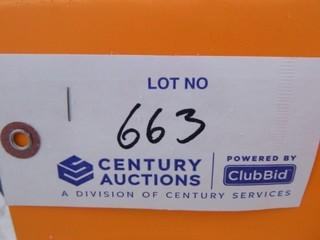 LOT NO
663
CENTURY AUCTIONS POWERED BY ClubBid
A DIVISION OF CENTURY SERVICES